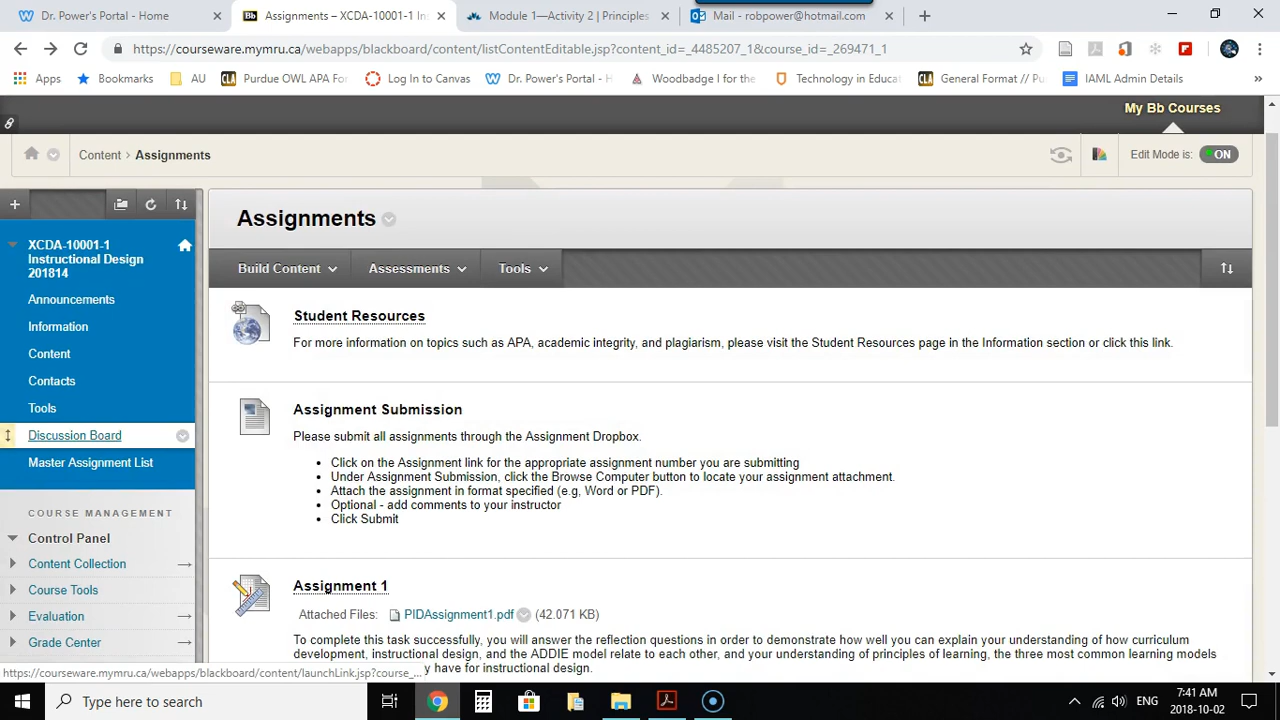 Dr. Power's Portal - Home
Assignments – XCDA-10001-1 Ins
Module 1—Activity 2 | Principles
Mail - robpower@hotmail.com
https://courseware.mymru.ca/webapps/blackboard/content/listContentEditable.jsp?content_id=_4485207_1&course_id=_269471_1
Apps
Bookmarks
AU
Purdue OWL APA For
Log In to Canvas
Dr. Power's Portal - H
Woodbadge I for the
Technology in Educat
General Format // Pu
IAML Admin Details
My Bb Courses
Content > Assignments
Edit Mode is: ON
XCDA-10001-1
Instructional Design
201814
Announcements
Information
Content
Contacts
Tools
Discussion Board
Master Assignment List
COURSE MANAGEMENT
Control Panel
Content Collection
Course Tools
Evaluation
Grade Center
https://courseware.mymru.ca/webapps/blackboard/content/launchLink.jsp?course_...
Assignments
Build Content
Assessments
Tools
Student Resources
For more information on topics such as APA, academic integrity, and plagiarism, please visit the Student Resources page in the Information section or click this link.
Assignment Submission
Please submit all assignments through the Assignment Dropbox.
• Click on the Assignment link for the appropriate assignment number you are submitting
• Under Assignment Submission, click the Browse Computer button to locate your assignment attachment.
• Attach the assignment in format specified (e.g, Word or PDF).
• Optional - add comments to your instructor
• Click Submit
Assignment 1
Attached Files: PIDAssignment1.pdf (42.071 KB)
To complete this task successfully, you will answer the reflection questions in order to demonstrate how well you can explain your understanding of how curriculum
development, instructional design, and the ADDIE model relate to each other, and your understanding of principles of learning, the three most common learning models
y have for instructional design.
Type here to search
ENG
7:41 AM
2018-10-02